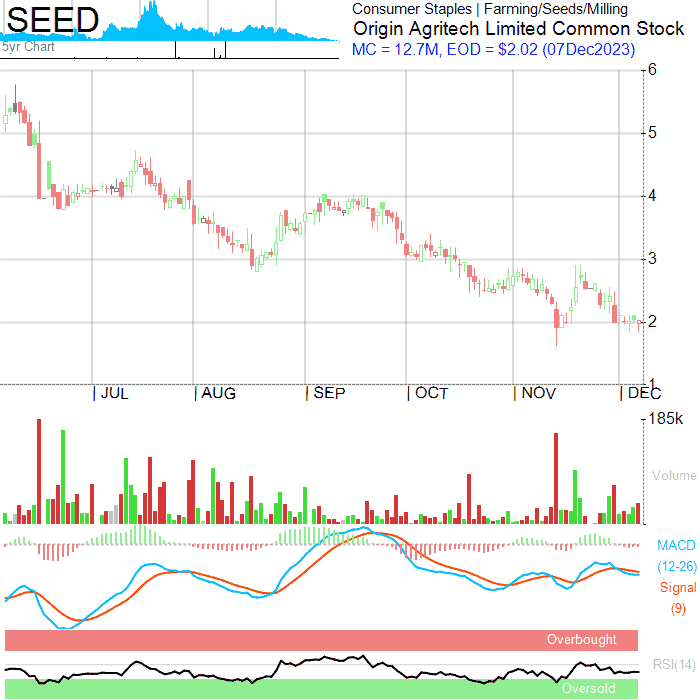 SEED
5yr Chart
Consumer Staples | Farming/Seeds/Milling
Origin Agritech Limited Common Stock
MC = 12.7M, EOD = $2.02 (07Dec2023)
6
5
4
3
2
1
| JUL | AUG | SEP | OCT | NOV | DEC
185k
Volume
MACD
(12-26)
Signal
(9)
Overbought
RSI(14)
Oversold